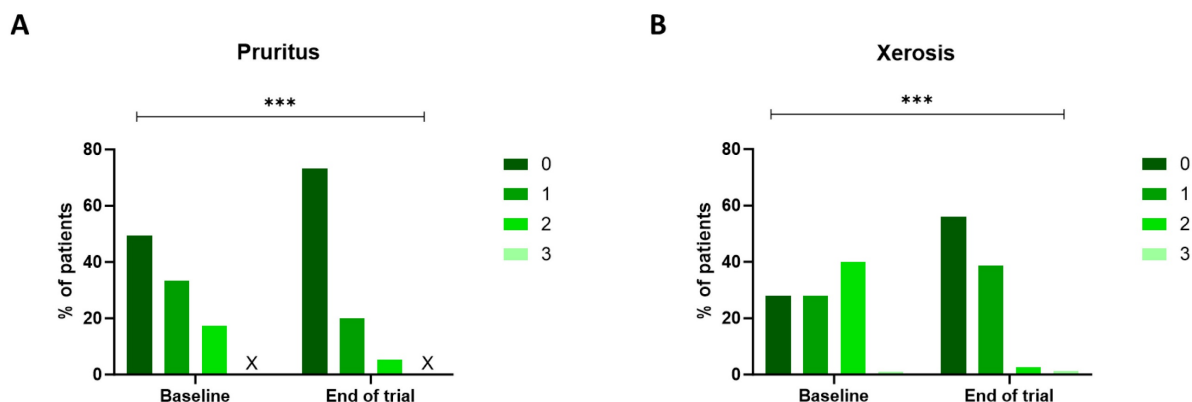 A
Pruritus
***
% of patients
80
60
40
20
0
X
X
Baseline
End of trial
0
1
2
3
B
Xerosis
***
% of patients
80
60
40
20
0
Baseline
End of trial
0
1
2
3